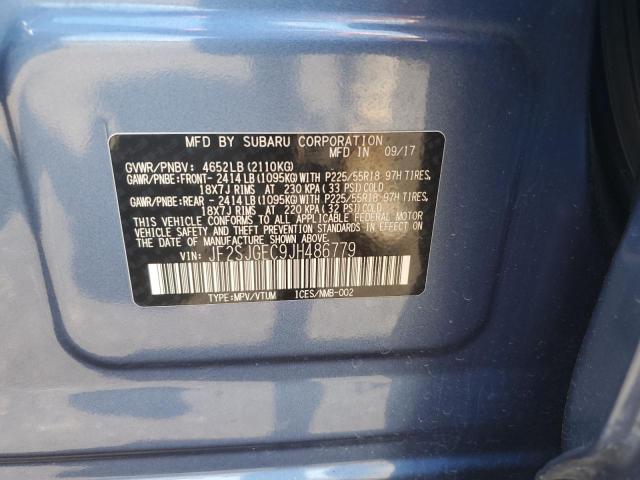 MFD BY SUBARU CORPORATION
MFD IN 09/17
GVWR/PNBV: 4652LB (2110KG)
GAWR/PNBE:FRONT- 2414 LB (1095KG) WITH P225/55R18 97H TIRES,
18X7J RIMS AT 230 KPA (33 PSI) COLD
GAWR/PNBE:REAR - 2414 LB (1095KG) WITH P225/55R18 97H TIRES,
18X7J RIMS AT 220 KPA (32 PSI) COLD
THIS VEHICLE CONFORMS TO ALL APPLICABLE FEDERAL MOTOR
VEHICLE SAFETY AND THEFT PREVENTION STANDARDS IN EFFECT
ON THE DATE OF MANUFACTURE SHOWN ABOVE.
VIN: JF2SJGEC9JH486779
TYPE:MPV/VTUM ICES/NMB-002